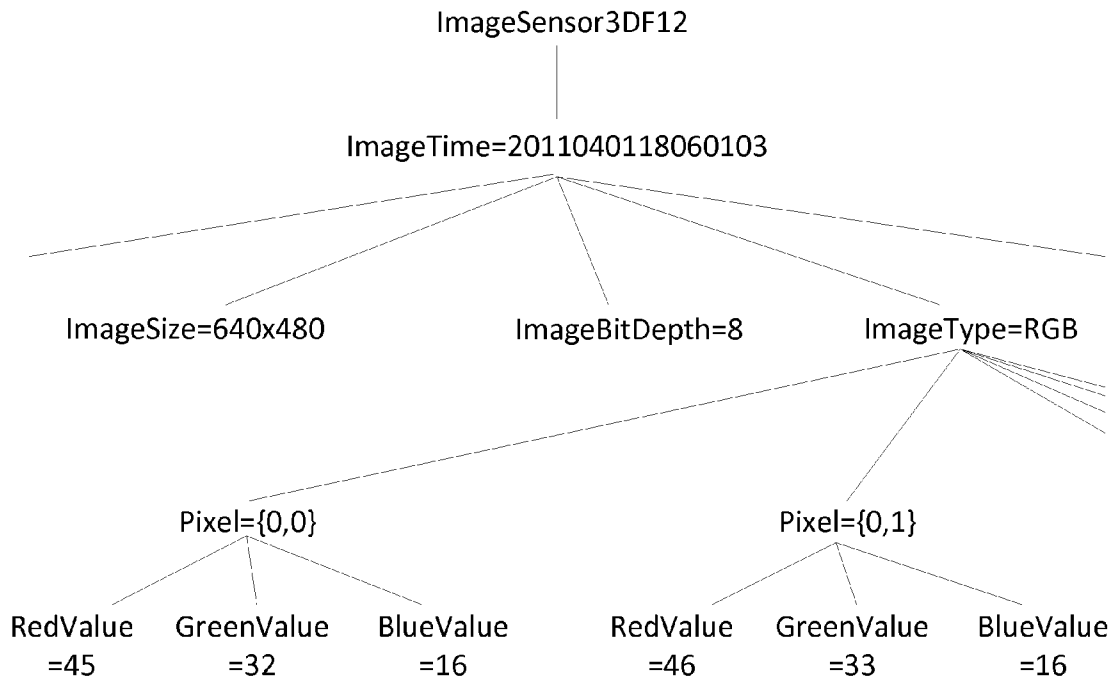 ImageSensor3DF12
ImageTime=2011040118060103
ImageSize=640x480 ImageBitDepth=8 ImageType=RGB
Pixel={0,0} Pixel={0,1}
RedValue GreenValue BlueValue RedValue GreenValue BlueValue
=45 =32 =16 =46 =33 =16